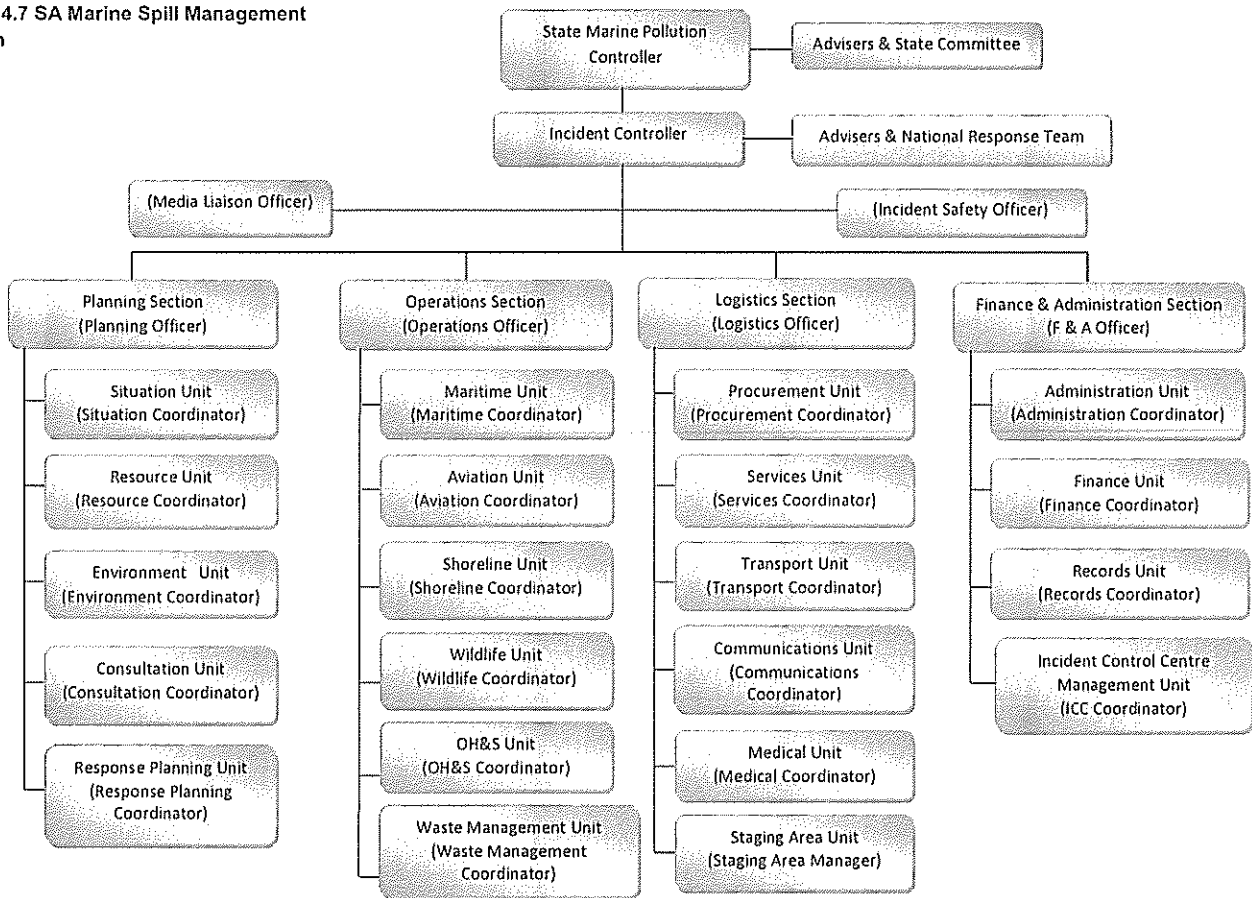 4.7 SA Marine Spill Management
n
State Marine Pollution
Controller
Advisers & State Committee
Incident Controller
Advisers & National Response Team
(Media Liaison Officer)
(Incident Safety Officer)
Planning Section
(Planning Officer)
Operations Section
(Operations Officer)
Logistics Section
(Logistics Officer)
Finance & Administration Section
(F & A Officer)
Situation Unit
(Situation Coordinator)
Resource Unit
(Resource Coordinator)
Environment Unit
(Environment Coordinator)
Consultation Unit
(Consultation Coordinator)
Response Planning Unit
(Response Planning
Coordinator)
Maritime Unit
(Maritime Coordinator)
Aviation Unit
(Aviation Coordinator)
Shoreline Unit
(Shoreline Coordinator)
Wildlife Unit
(Wildlife Coordinator)
OH&S Unit
(OH&S Coordinator)
Waste Management Unit
(Waste Management
Coordinator)
Procurement Unit
(Procurement Coordinator)
Services Unit
(Services Coordinator)
Transport Unit
(Transport Coordinator)
Communications Unit
(Communications
Coordinator)
Medical Unit
(Medical Coordinator)
Staging Area Unit
(Staging Area Manager)
Administration Unit
(Administration Coordinator)
Finance Unit
(Finance Coordinator)
Records Unit
(Records Coordinator)
Incident Control Centre
Management Unit
(ICC Coordinator)